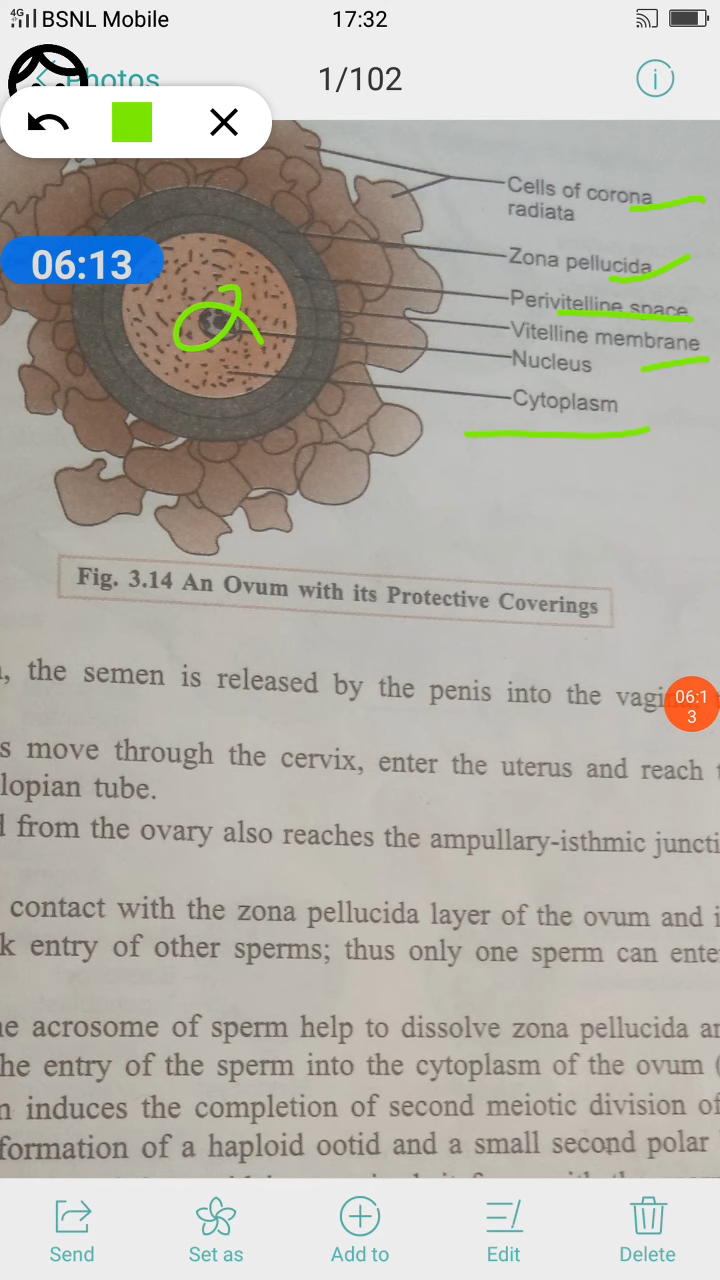 4G BSNL Mobile
17:32
Photos
1/102
06:13
Cells of corona
radiata
Zona pellucida
Perivitelline space
Vitelline membrane
Nucleus
Cytoplasm
Fig. 3.14 An Ovum with its Protective Coverings
, the semen is released by the penis into the vagi
06:1
3
s move through the cervix, enter the uterus and reach t
lopian tube.
from the ovary also reaches the ampullary-isthmic juncti
contact with the zona pellucida layer of the ovum and i
k entry of other sperms; thus only one sperm can ente
e acrosome of sperm help to dissolve zona pellucida a
he entry of the sperm into the cytoplasm of the ovum (
n induces the completion of second meiotic division of
formation of a haploid ootid and a small second polar
Send
Set as
Add to
Edit
Delete